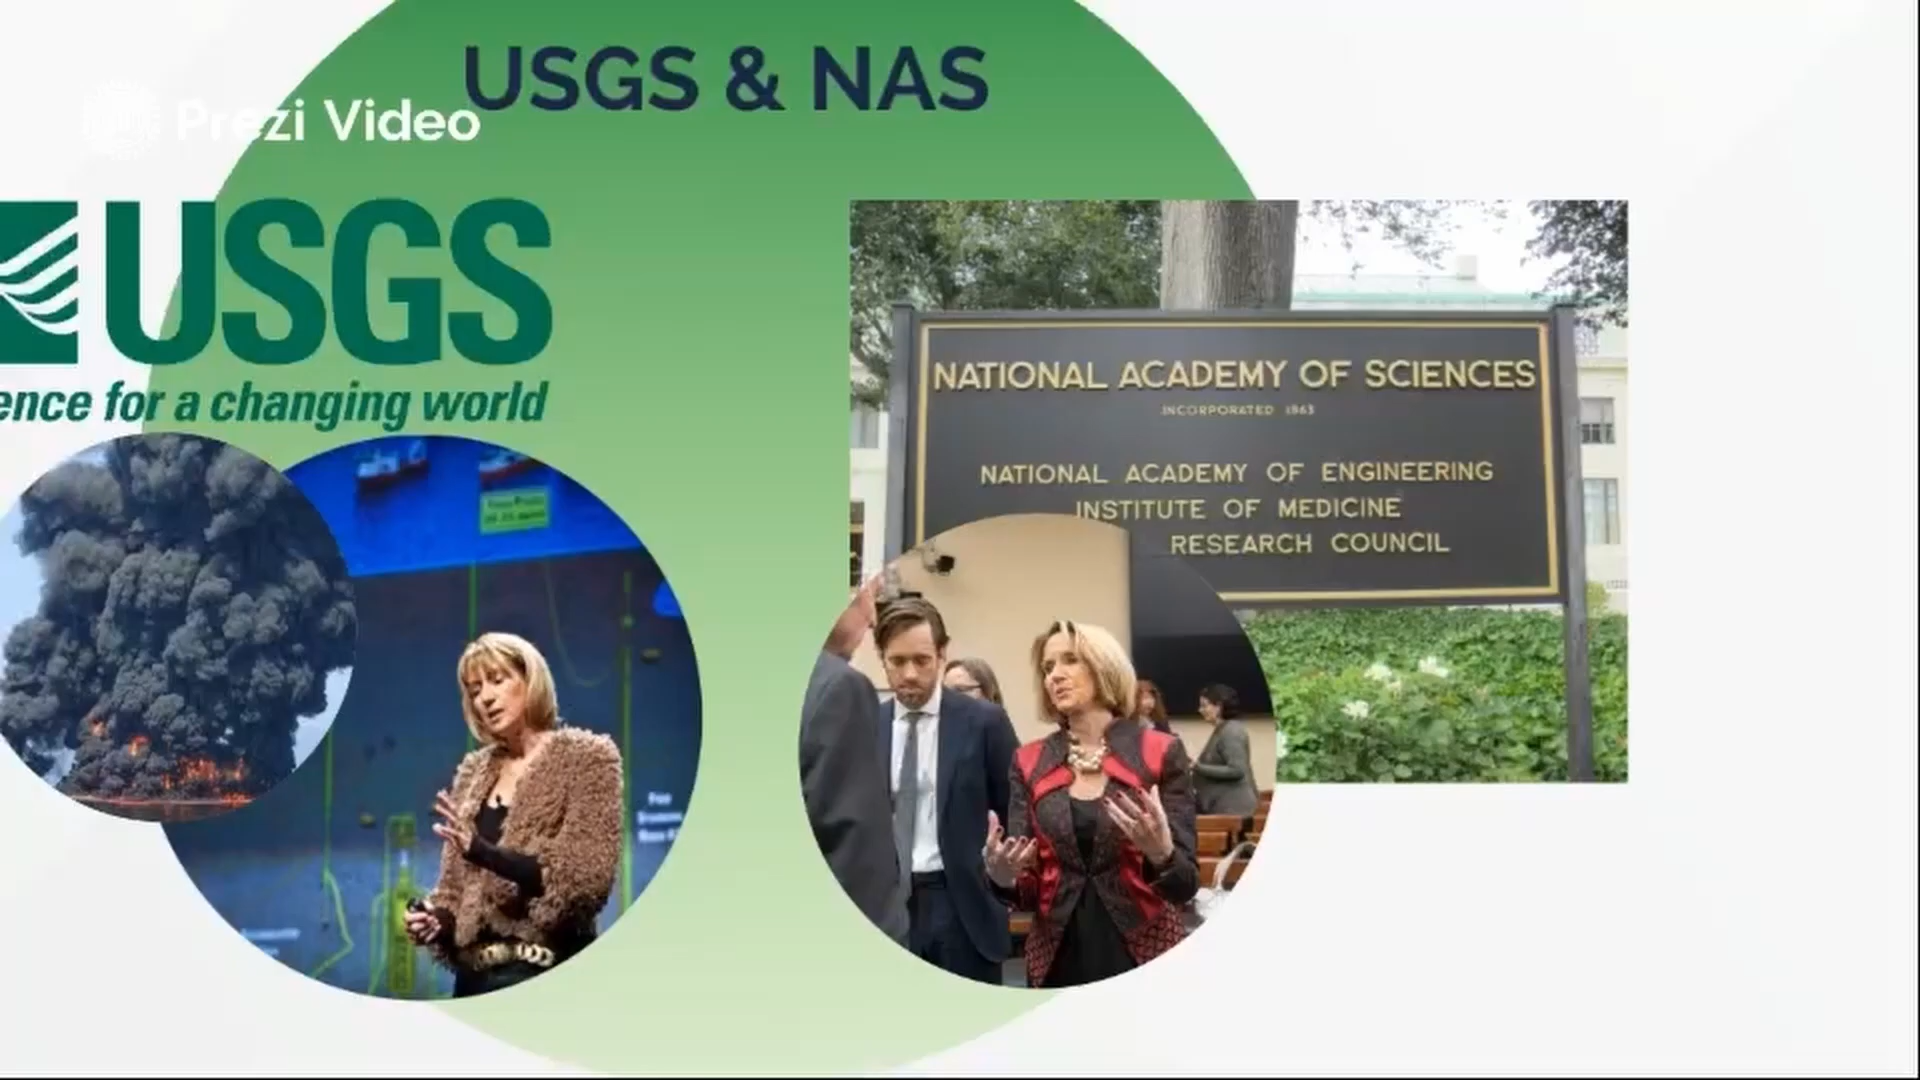 USGS & NAS
Prezi Video
USGS
ence for a changing world
NATIONAL ACADEMY OF SCIENCES
INCORPORATED 1863
NATIONAL ACADEMY OF ENGINEERING
INSTITUTE OF MEDICINE
RESEARCH COUNCIL